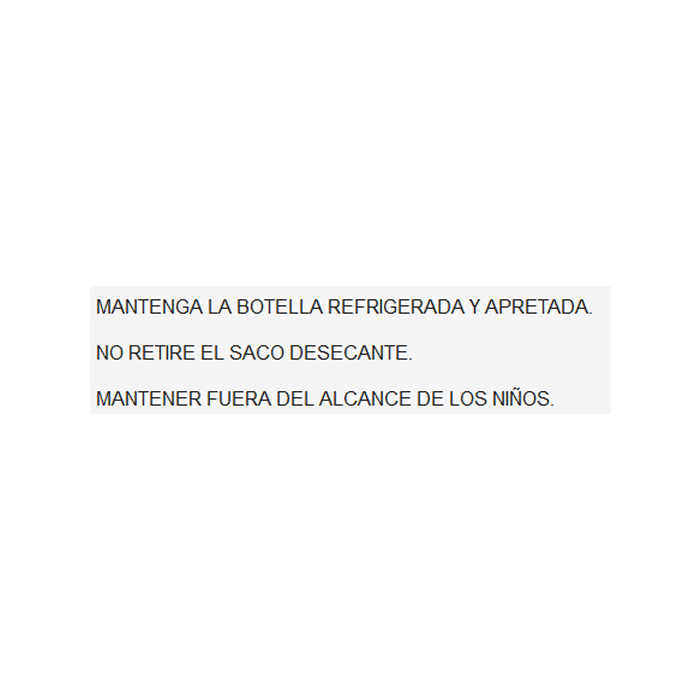 MANTENGA LA BOTELLA REFRIGERADA Y APRETADA.
NO RETIRE EL SACO DESECANTE.
MANTENER FUERA DEL ALCANCE DE LOS NIÑOS.